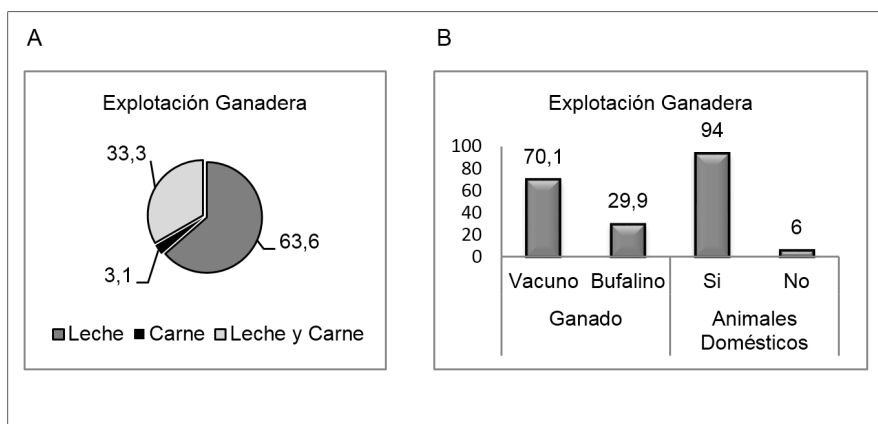 A
Explotación Ganadera
33,3
63,6
3,1
Leche Carne Leche y Carne
B
Explotación Ganadera
94
100
80
60
40
20
0
70,1
29,9
6
Vacuno Bufalino Si No
Ganado Animales
Domésticos